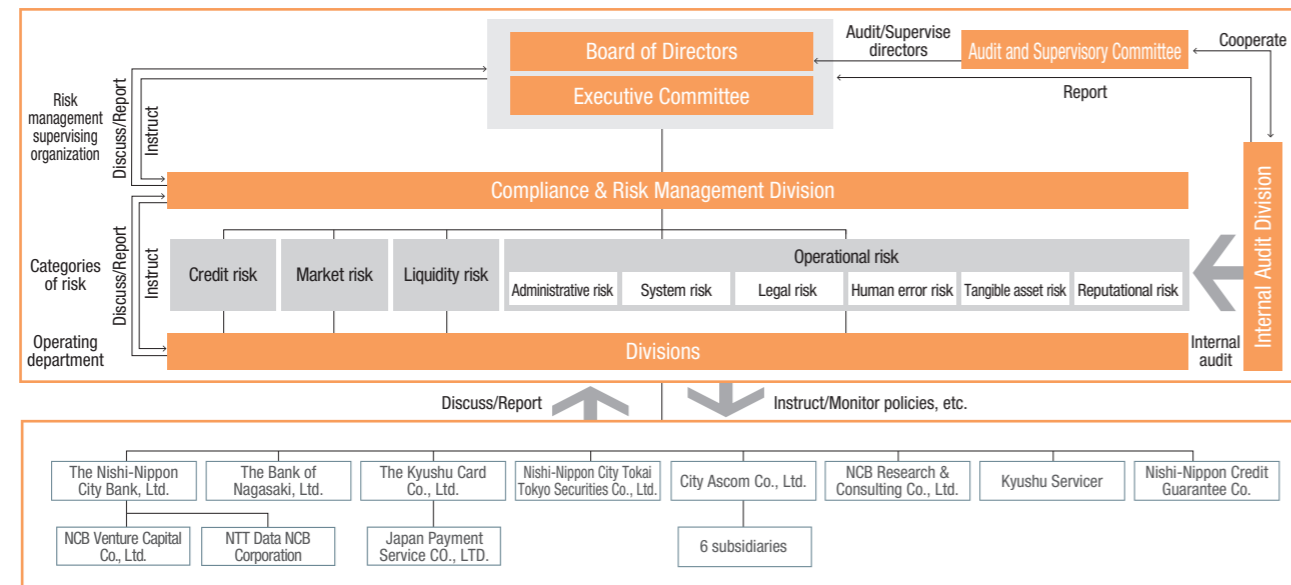 Board of Directors
Executive Committee
Audit/Supervise
directors
Audit and Supervisory Committee
Cooperate
Report
Risk
management
supervising
organization
Discuss/Report
Instruct
Compliance & Risk Management Division
Categories
of risk
Discuss/Report
Instruct
Credit risk
Market risk
Liquidity risk
Operational risk
Administrative risk
System risk
Legal risk
Human error risk
Tangible asset risk
Reputational risk
Internal Audit Division
Operating
department
Divisions
Internal
audit
Discuss/Report
Instruct/Monitor policies, etc.
The Nishi-Nippon
City Bank, Ltd.
The Bank of
Nagasaki, Ltd.
The Kyushu Card
Co., Ltd.
Nishi-Nippon City Tokai
Tokyo Securities Co., Ltd.
City Ascom Co., Ltd.
NCB Research &
Consulting Co., Ltd.
Kyushu Servicer
Nishi-Nippon Credit
Guarantee Co.
NCB Venture Capital
Co., Ltd.
NTT Data NCB
Corporation
Japan Payment
Service CO., LTD.
6 subsidiaries